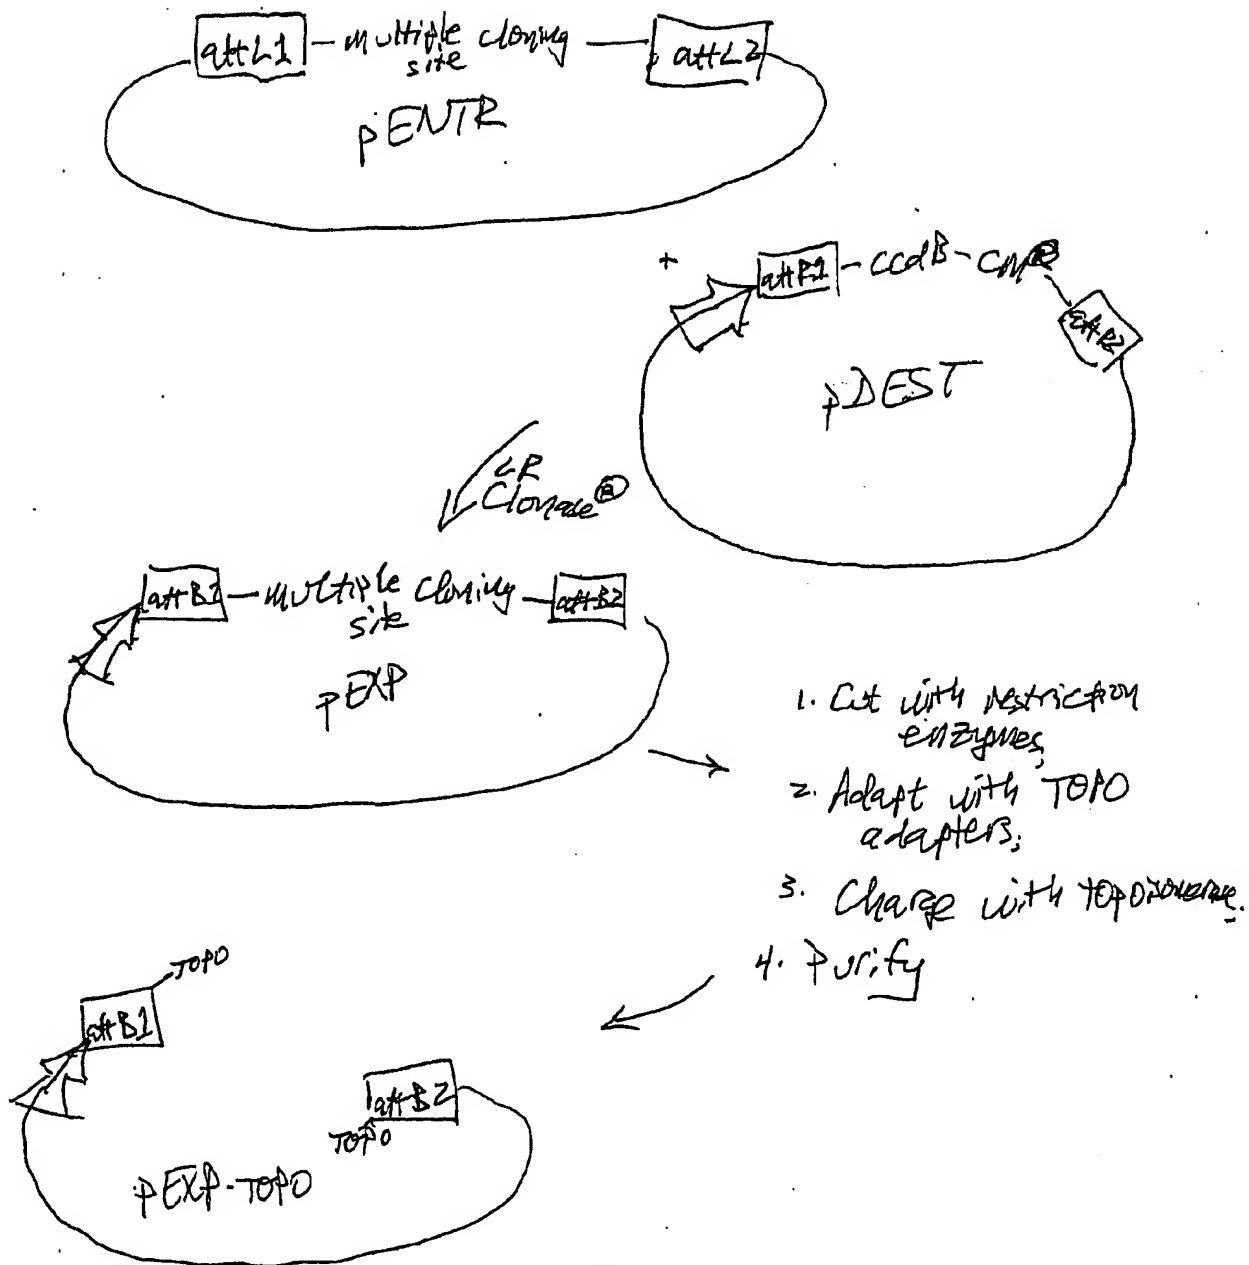 attL1 - multiple cloning site - attL2
pENTR
+
attR1 - ccdB - CmR
attR2
pDEST
LR
Clonase®
attB1 - multiple cloning site - attB2
pEXP
1. Cut with restriction
enzymes;
2. Adapt with TOPO
adapters;
3. Charge with topoisomerase.
4. Purify
TOPO
attB1
attB2
TOPO
pEXP-TOPO